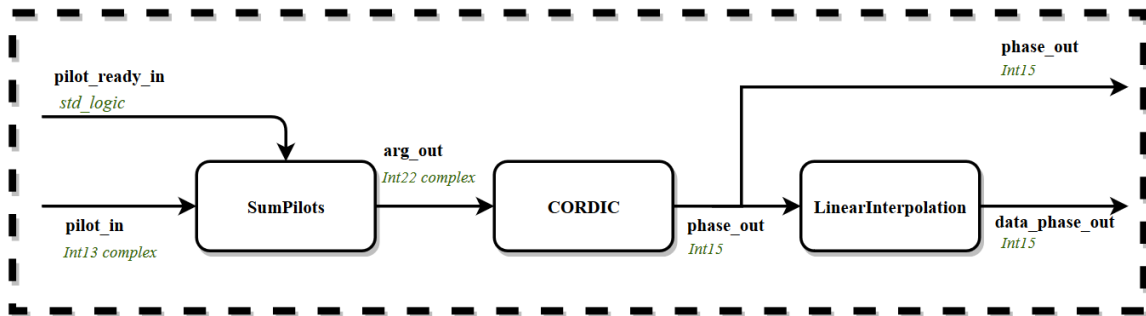 phase_out
Int15
pilot_ready_in
std_logic
arg_out
Int22 complex
SumPilots
CORDIC
LinearInterpolation
pilot_in
Int13 complex
phase_out
Int15
data_phase_out
Int15